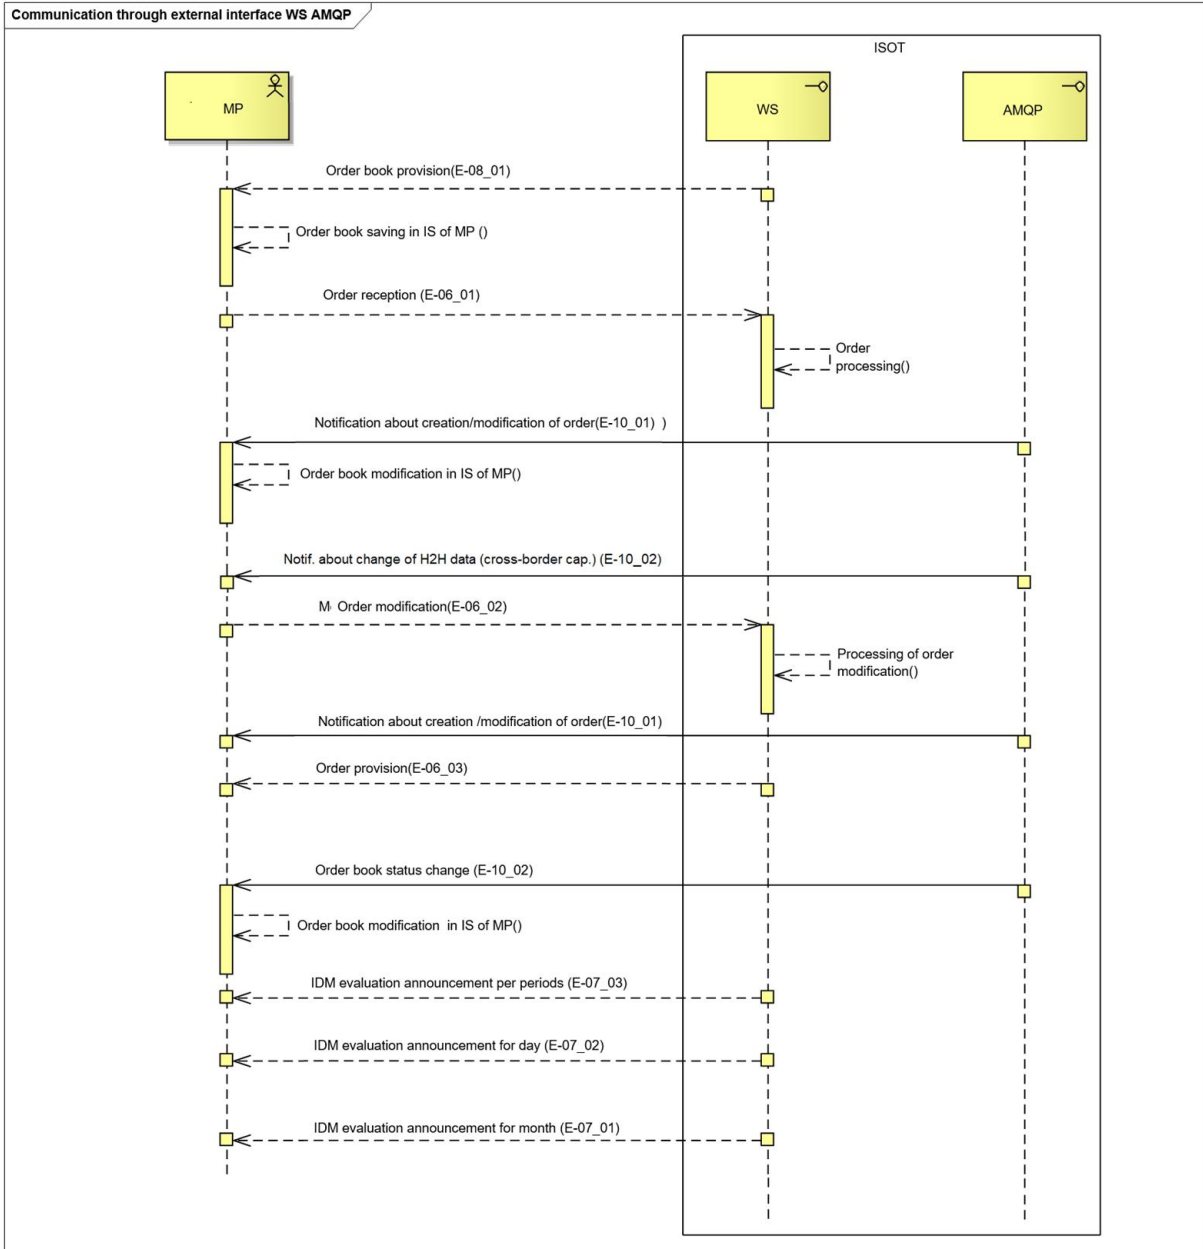 Communication through external interface WS AMQP
ISOT
MP
WS
AMQP
Order book provision(E-08_01)
Order book saving in IS of MP ()
Order reception (E-06_01)
Order
processing()
Notification about creation/modification of order(E-10_01)  )
Order book modification in IS of MP()
Notif. about change of H2H data (cross-border cap.) (E-10_02)
M Order modification(E-06_02)
Processing of order
modification()
Notification about creation /modification of order(E-10_01)
Order provision(E-06_03)
Order book status change (E-10_02)
Order book modification  in IS of MP()
IDM evaluation announcement per periods (E-07_03)
IDM evaluation announcement for day (E-07_02)
IDM evaluation announcement for month (E-07_01)